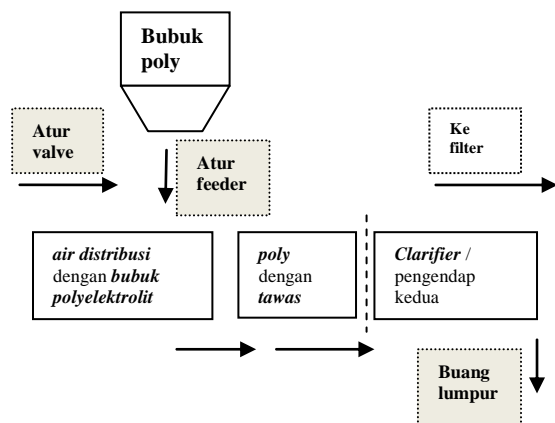 Bubuk
poly
Atur
valve
Atur
feeder
Ke
filter
air distribusi
dengan bubuk
polyelektrolit
poly
dengan
tawas
Clarifier /
pengendap
kedua
Buang
lumpur